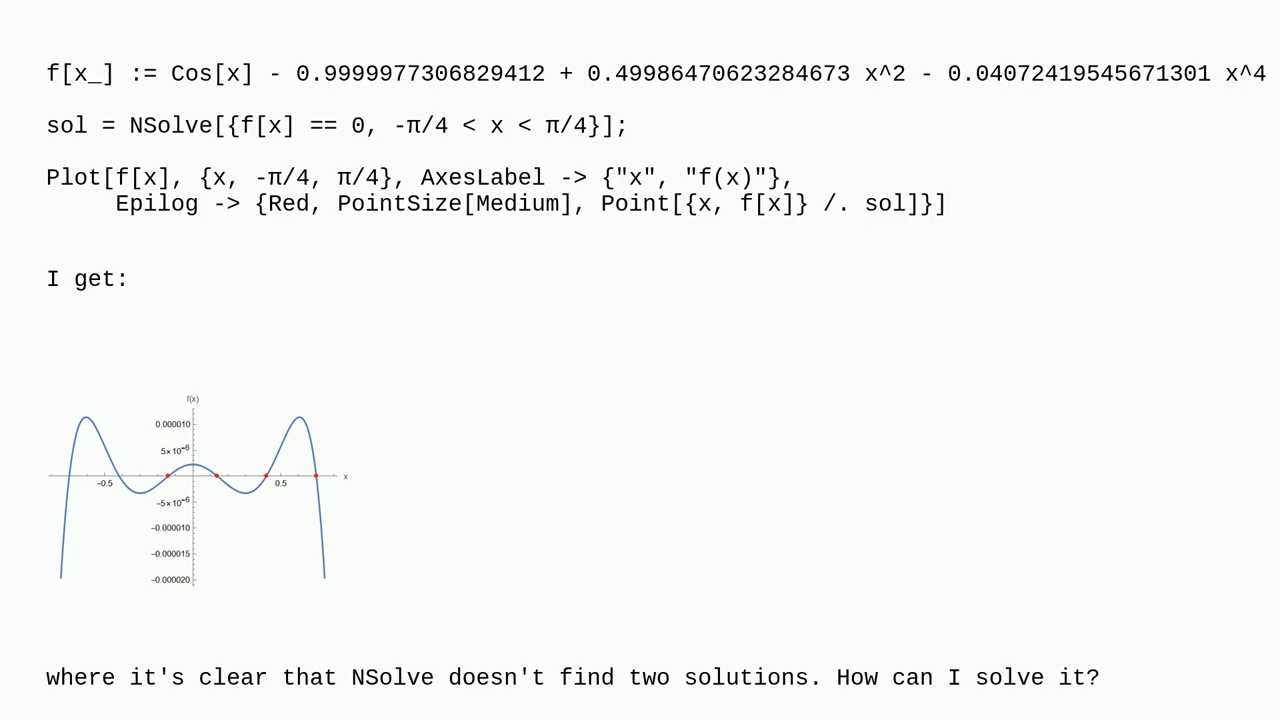 f[x_] := Cos[x] - 0.9999977306829412 + 0.49986470623284673 x^2 - 0.04072419545671301 x^4
sol = NSolve[{f[x] == 0, -π/4 < x < π/4}];
Plot[f[x], {x, -π/4, π/4}, AxesLabel -> {"x", "f(x)"},
Epilog -> {Red, PointSize[Medium], Point[{x, f[x]} /. sol]}]
I get:
f(x)
0.000010
5×10^-6
x
-0.5
0.5
-5×10^-6
-0.000010
-0.000015
-0.000020
where it's clear that NSolve doesn't find two solutions. How can I solve it?